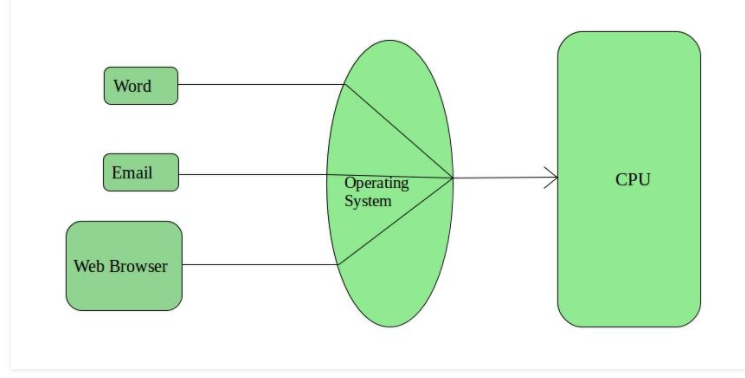 Word
Email
Operating
System
CPU
Web Browser